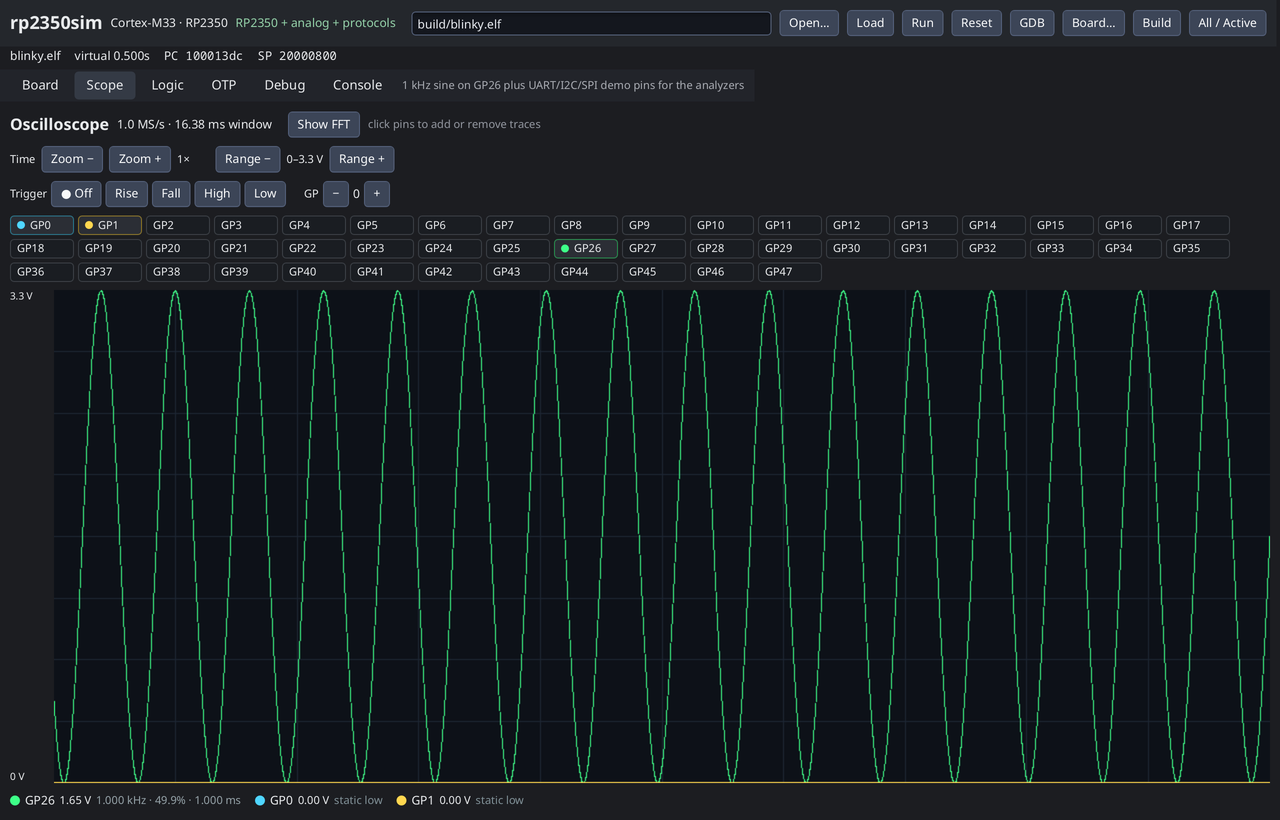 rp2350sim Cortex-M33 · RP2350 RP2350 + analog + protocols build/blinky.elf Open... Load Run Reset GDB Board... Build All / Active
blinky.elf virtual 0.500s PC 100013dc SP 20000800
Board Scope Logic OTP Debug Console 1 kHz sine on GP26 plus UART/I2C/SPI demo pins for the analyzers
Oscilloscope 1.0 MS/s · 16.38 ms window Show FFT click pins to add or remove traces
Time Zoom − Zoom + 1× Range − 0–3.3 V Range +
Trigger Off Rise Fall High Low GP − 0 +
GP0 GP1 GP2 GP3 GP4 GP5 GP6 GP7 GP8 GP9 GP10 GP11 GP12 GP13 GP14 GP15 GP16 GP17
GP18 GP19 GP20 GP21 GP22 GP23 GP24 GP25 GP26 GP27 GP28 GP29 GP30 GP31 GP32 GP33 GP34 GP35
GP36 GP37 GP38 GP39 GP40 GP41 GP42 GP43 GP44 GP45 GP46 GP47
3.3 V
0 V
GP26 1.65 V 1.000 kHz · 49.9% · 1.000 ms GP0 0.00 V static low GP1 0.00 V static low